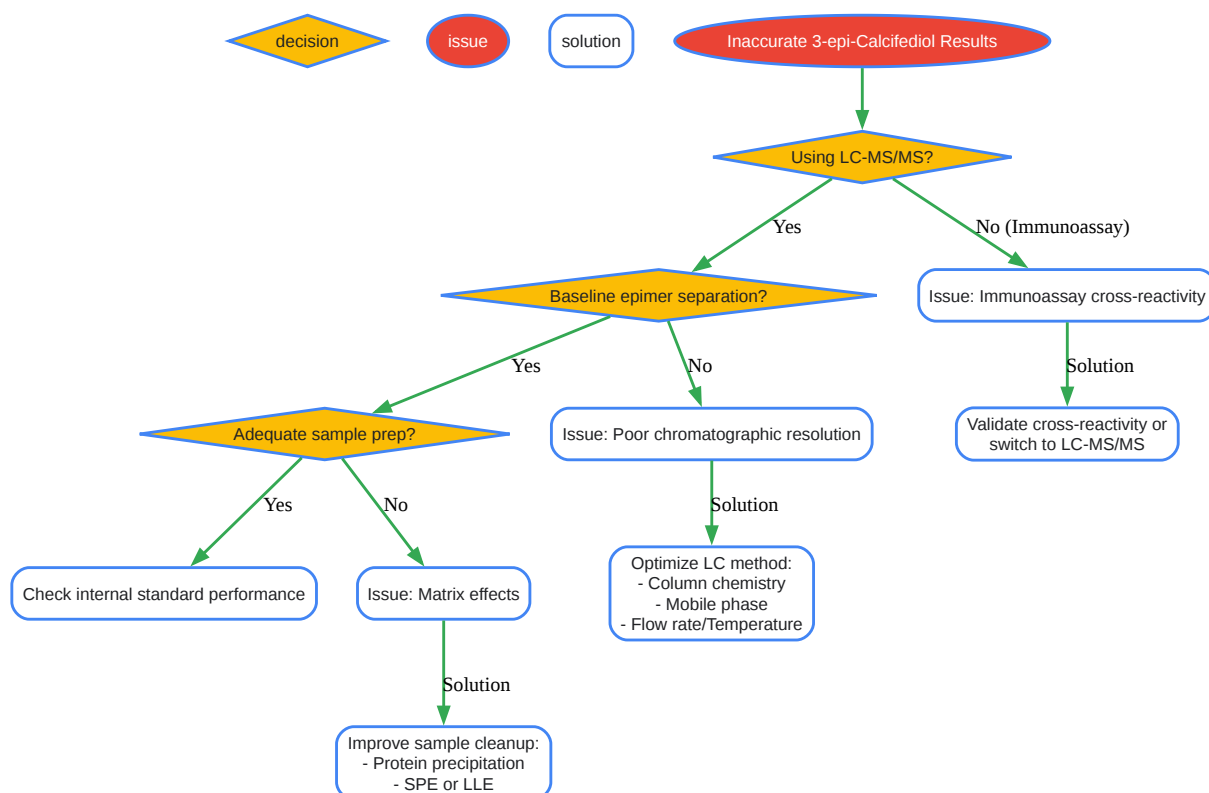 decision
issue
solution
Inaccurate 3-epi-Calcifediol Results
Using LC-MS/MS?
Yes
No (Immunoassay)
Baseline epimer separation?
Issue: Immunoassay cross-reactivity
Yes
No
Solution
Adequate sample prep?
Issue: Poor chromatographic resolution
Validate cross-reactivity or
switch to LC-MS/MS
Yes
No
Solution
Check internal standard performance
Issue: Matrix effects
Optimize LC method:
- Column chemistry
- Mobile phase
- Flow rate/Temperature
Solution
Improve sample cleanup:
- Protein precipitation
- SPE or LLE